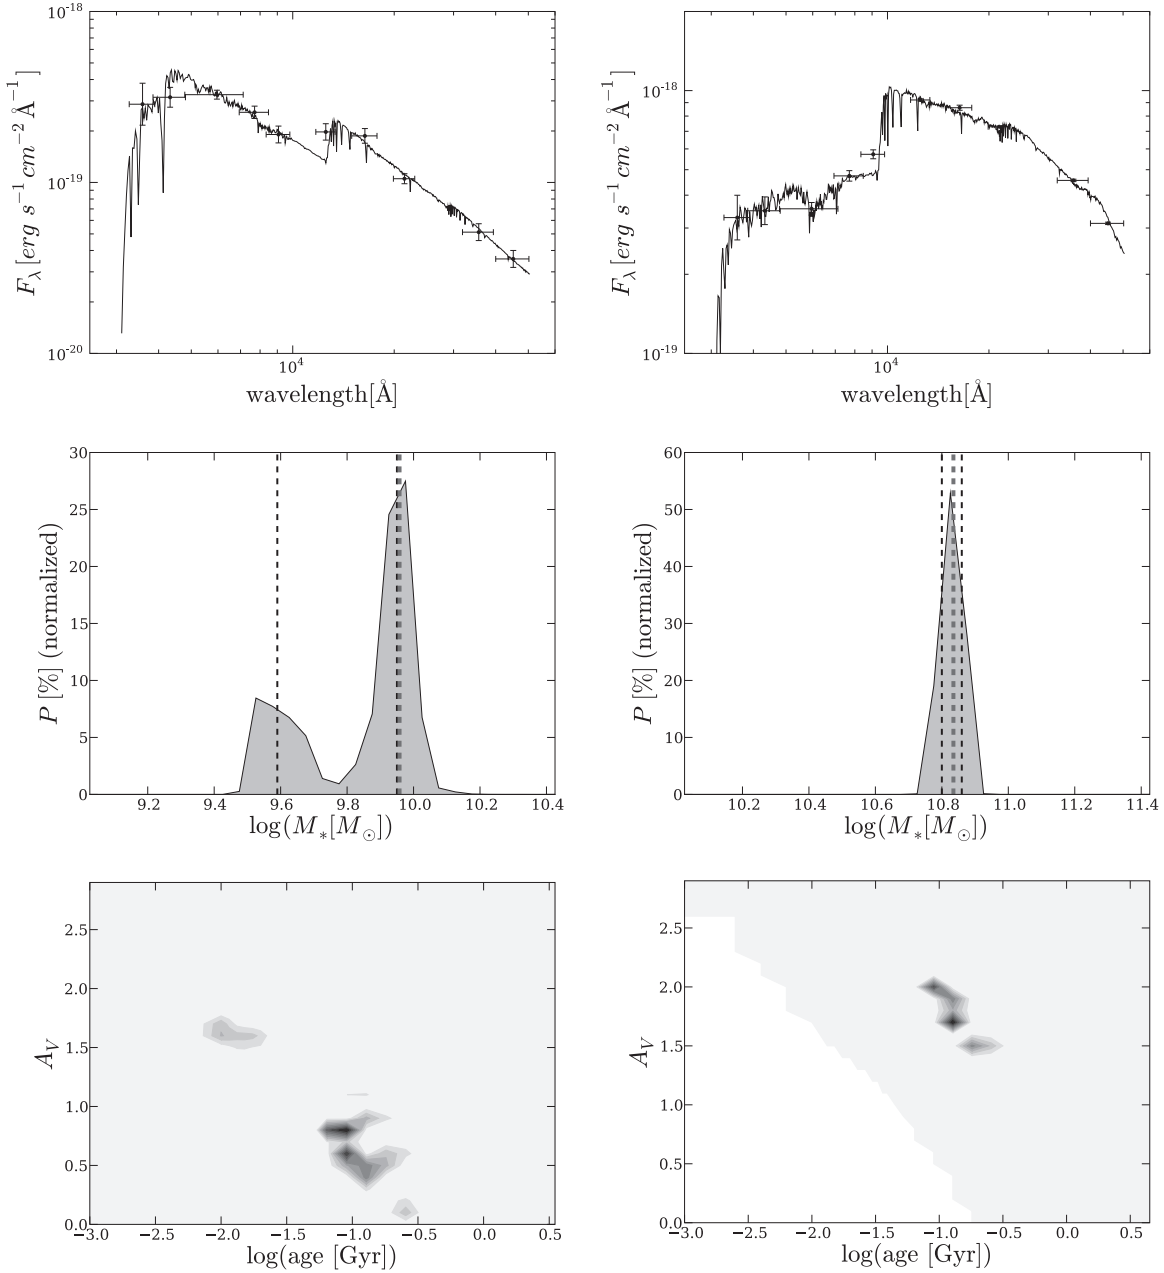 10⁻¹⁸
10⁻¹⁹
10⁻²⁰
F_λ [erg s⁻¹ cm⁻² Å⁻¹]
10⁴
wavelength[Å]
10⁻¹⁸
10⁻¹⁹
F_λ [erg s⁻¹ cm⁻² Å⁻¹]
10⁴
wavelength[Å]
30
25
20
15
10
5
0
P [%] (normalized)
9.2 9.4 9.6 9.8 10.0 10.2 10.4
log(M_*[M_⊙])
60
50
40
30
20
10
0
P [%] (normalized)
10.2 10.4 10.6 10.8 11.0 11.2 11.4
log(M_*[M_⊙])
2.5
2.0
1.5
1.0
0.5
0.0
A_V
−3.0 −2.5 −2.0 −1.5 −1.0 −0.5 0.0 0.5
log(age [Gyr])
2.5
2.0
1.5
1.0
0.5
0.0
A_V
−3.0 −2.5 −2.0 −1.5 −1.0 −0.5 0.0 0.5
log(age [Gyr])